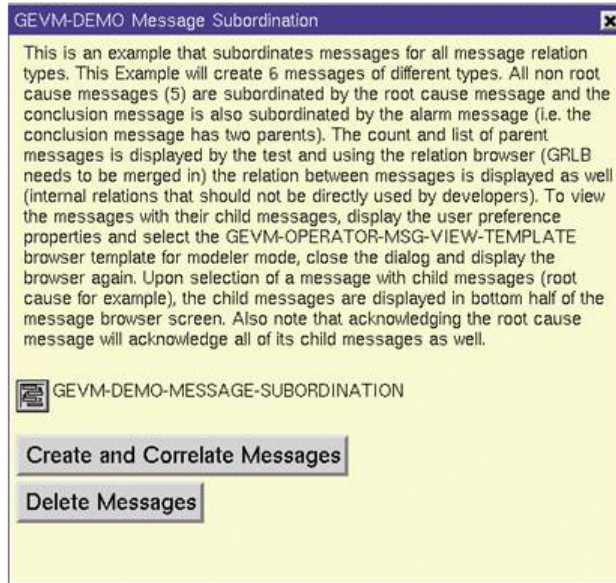 GEVM-DEMO Message Subordination
This is an example that subordinates messages for all message relation
types. This Example will create 6 messages of different types. All non root
cause messages (5) are subordinated by the root cause message and the
conclusion message is also subordinated by the alarm message (i.e. the
conclusion message has two parents). The count and list of parent
messages is displayed by the test and using the relation browser (GRLB
needs to be merged in) the relation between messages is displayed as well
(internal relations that should not be directly used by developers). To view
the messages with their child messages, display the user preference
properties and select the GEVM-OPERATOR-MSG-VIEW-TEMPLATE
browser template for modeler mode, close the dialog and display the
browser again. Upon selection of a message with child messages (root
cause for example), the child messages are displayed in bottom half of the
message browser screen. Also note that acknowledging the root cause
message will acknowledge all of its child messages as well.
GEVM-DEMO-MESSAGE-SUBORDINATION
Create and Correlate Messages
Delete Messages